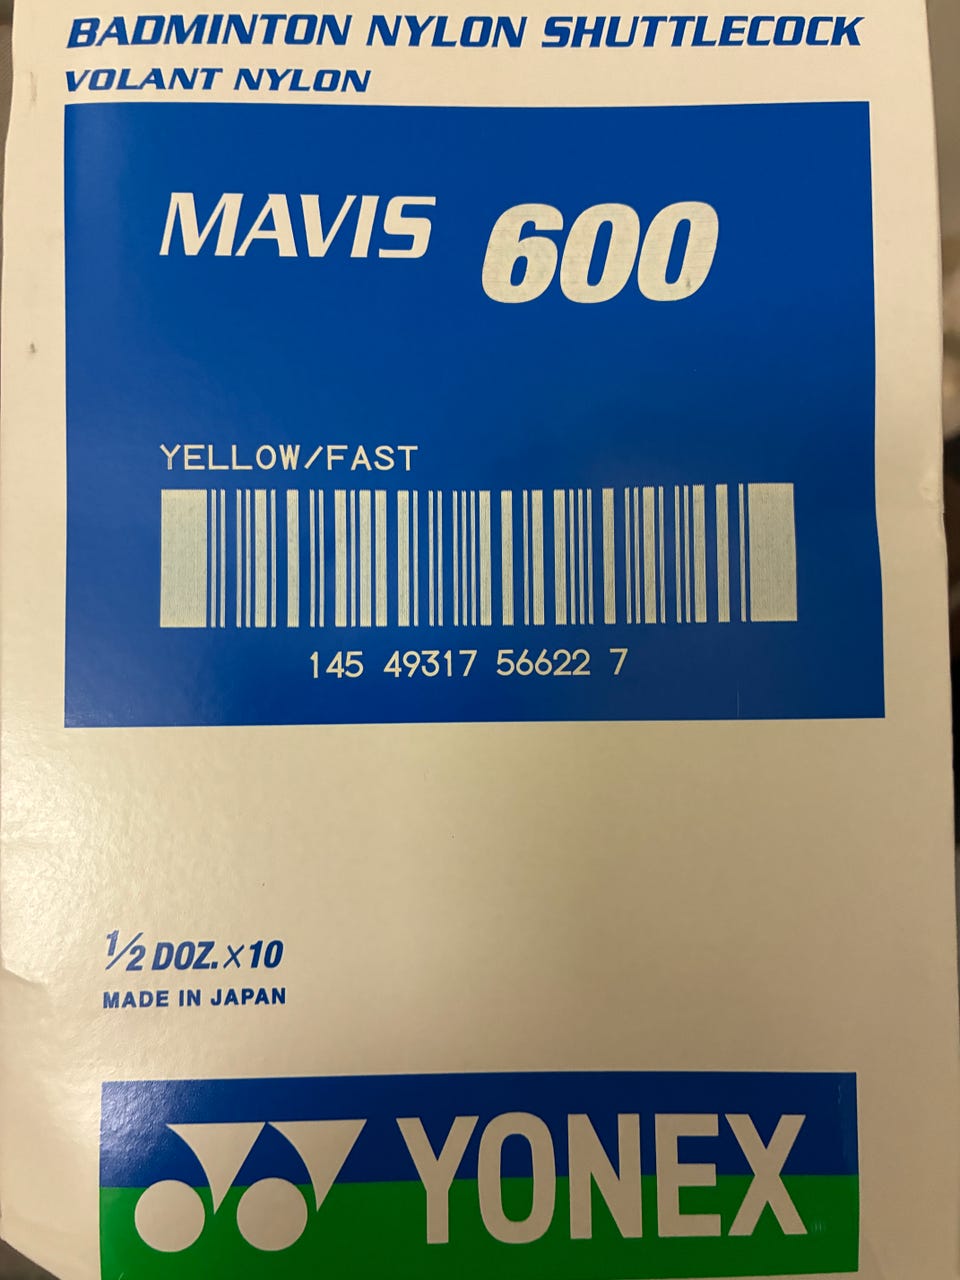 BADMINTON NYLON SHUTTLECOCK
VOLANT NYLON
MAVIS 600
YELLOW/FAST
145 49317 56622 7
1/2 DOZ.×10
MADE IN JAPAN
YONEX